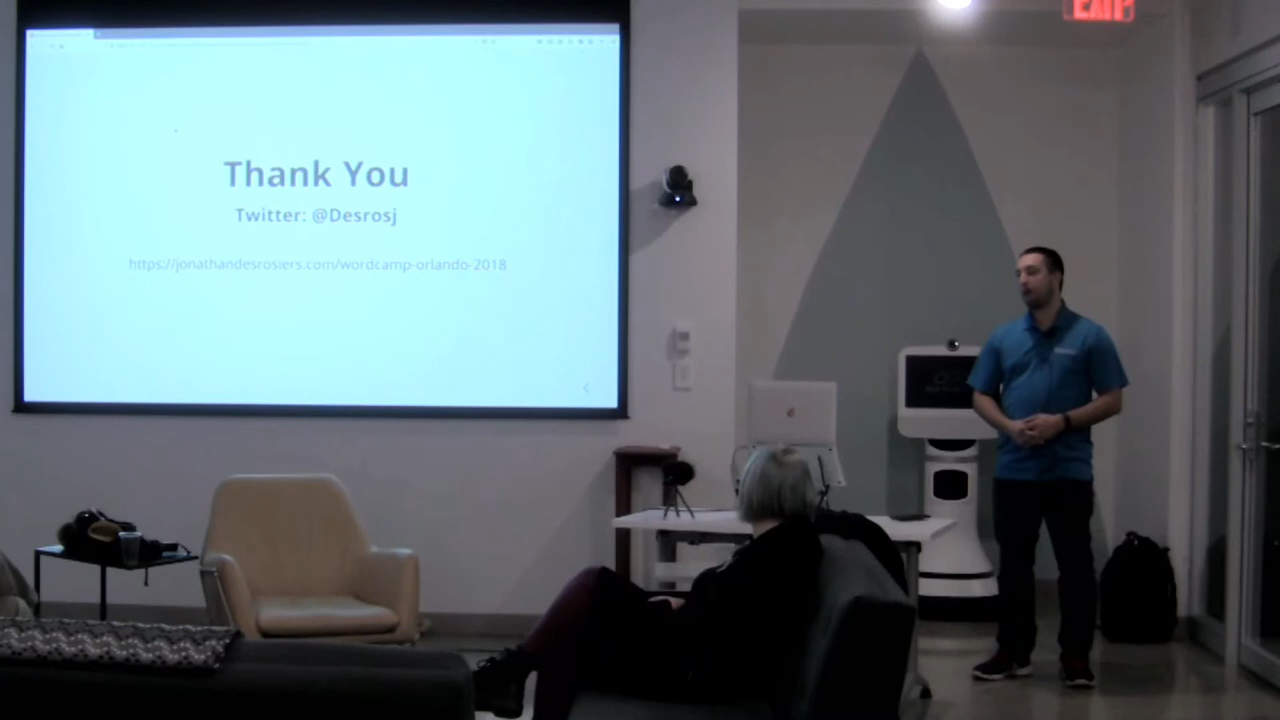 EXIT
Thank You
Twitter: @Desrosj
https://jonathandesrosiers.com/wordcamp-orlando-2018